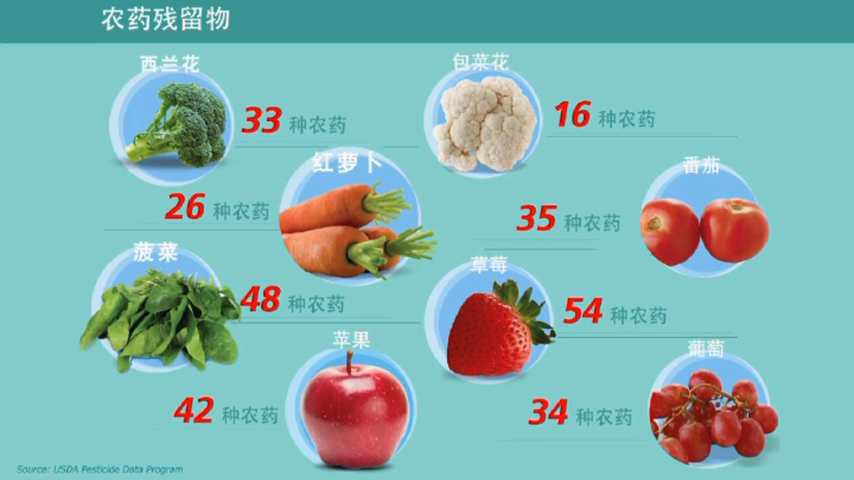 农药残留物
西兰花
33 种农药
包菜花
16 种农药
红萝卜
26 种农药
番茄
35 种农药
菠菜
48 种农药
草莓
54 种农药
苹果
42 种农药
葡萄
34 种农药
Source: USDA Pesticide Data Program